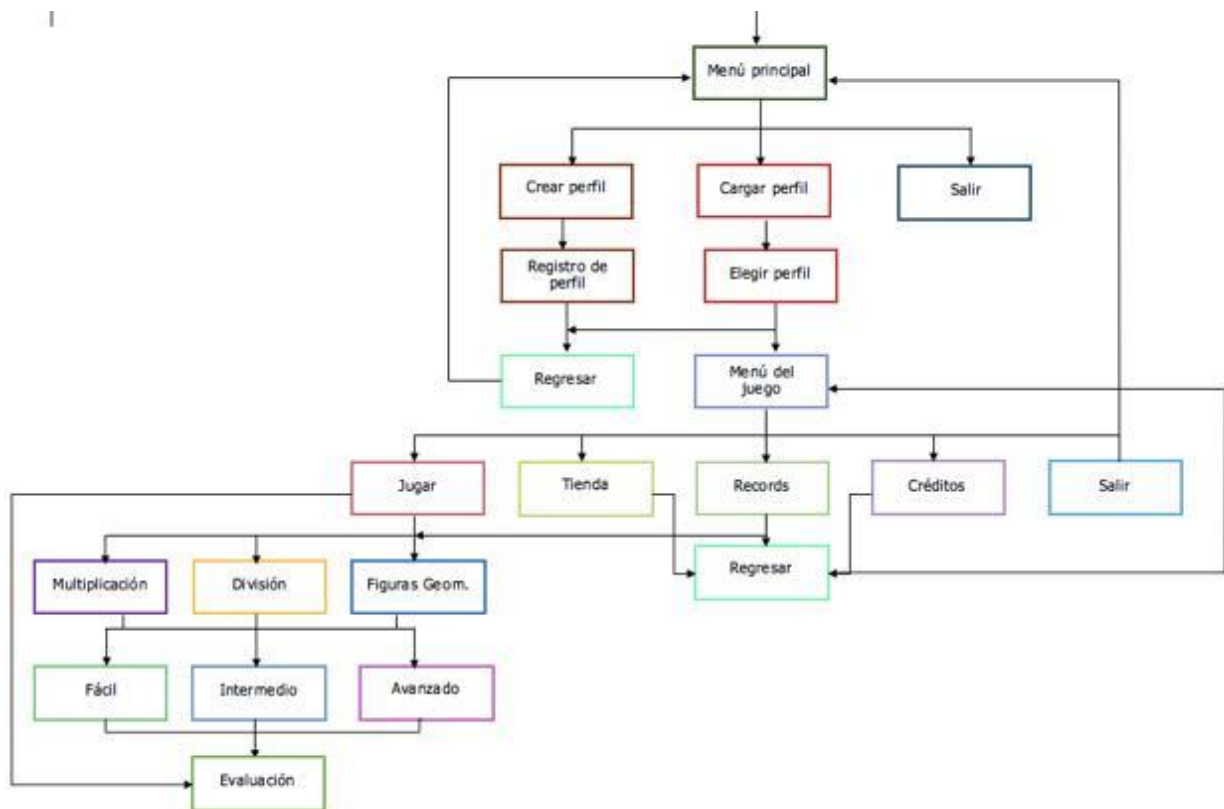 Menú principal
Crear perfil
Cargar perfil
Salir
Registro de
perfil
Elegir perfil
Regresar
Menú del
juego
Jugar
Tienda
Records
Créditos
Salir
Multiplicación
División
Figuras Geom.
Regresar
Fácil
Intermedio
Avanzado
Evaluación